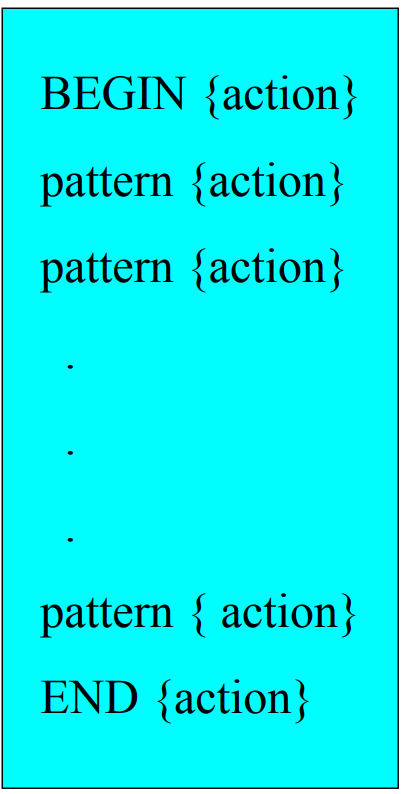 BEGIN {action}
pattern {action}
pattern {action}
.
.
.
pattern { action}
END {action}